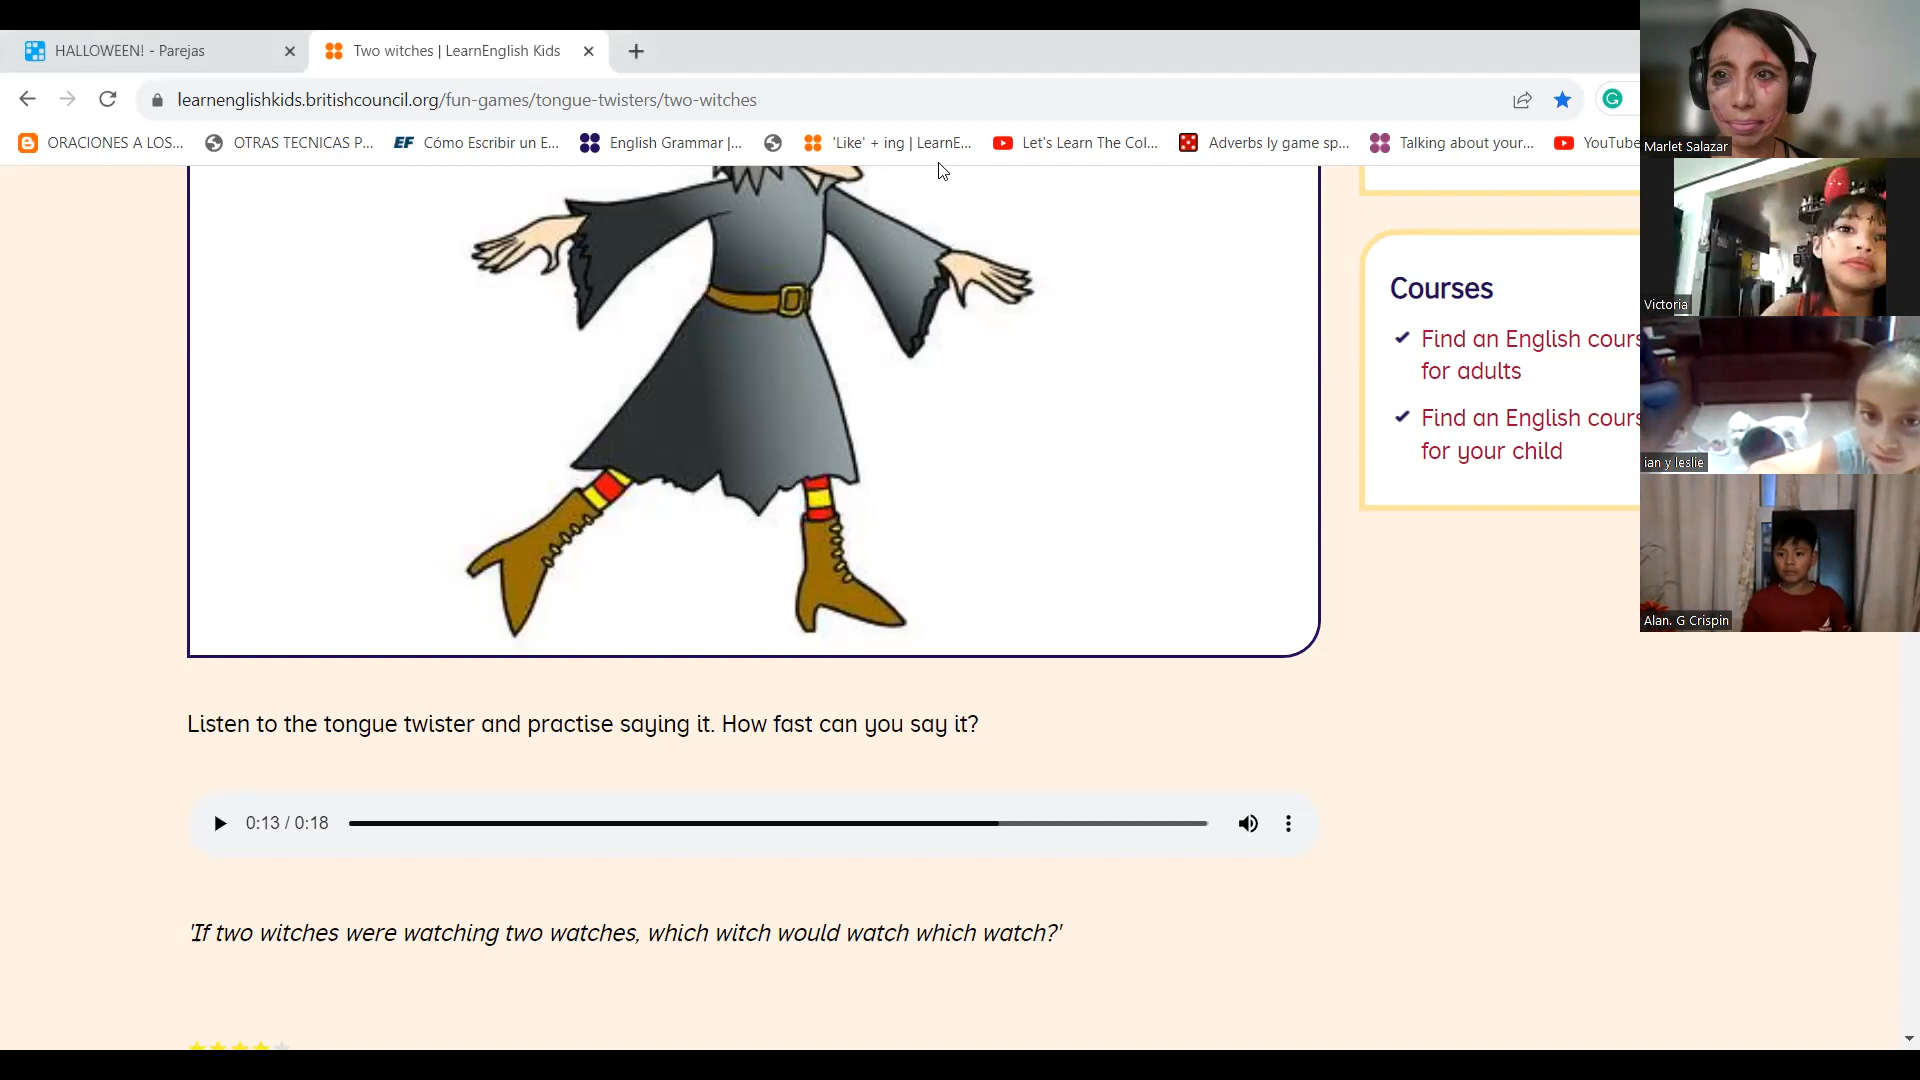 HALLOWEEN! - Parejas
Two witches | LearnEnglish Kids
learnenglishkids.britishcouncil.org/fun-games/tongue-twisters/two-witches
ORACIONES A LOS...
OTRAS TECNICAS P...
EF Cómo Escribir un E...
English Grammar |...
'Like' + ing | LearnE...
Let's Learn The Col...
Adverbs ly game sp...
Talking about your...
YouTube
Marlet Salazar
Victoria
ian y leslie
Alan. G Crispin
Courses
Find an English cours
for adults
Find an English cours
for your child
Listen to the tongue twister and practise saying it. How fast can you say it?
0:13 / 0:18
'If two witches were watching two watches, which witch would watch which watch?'